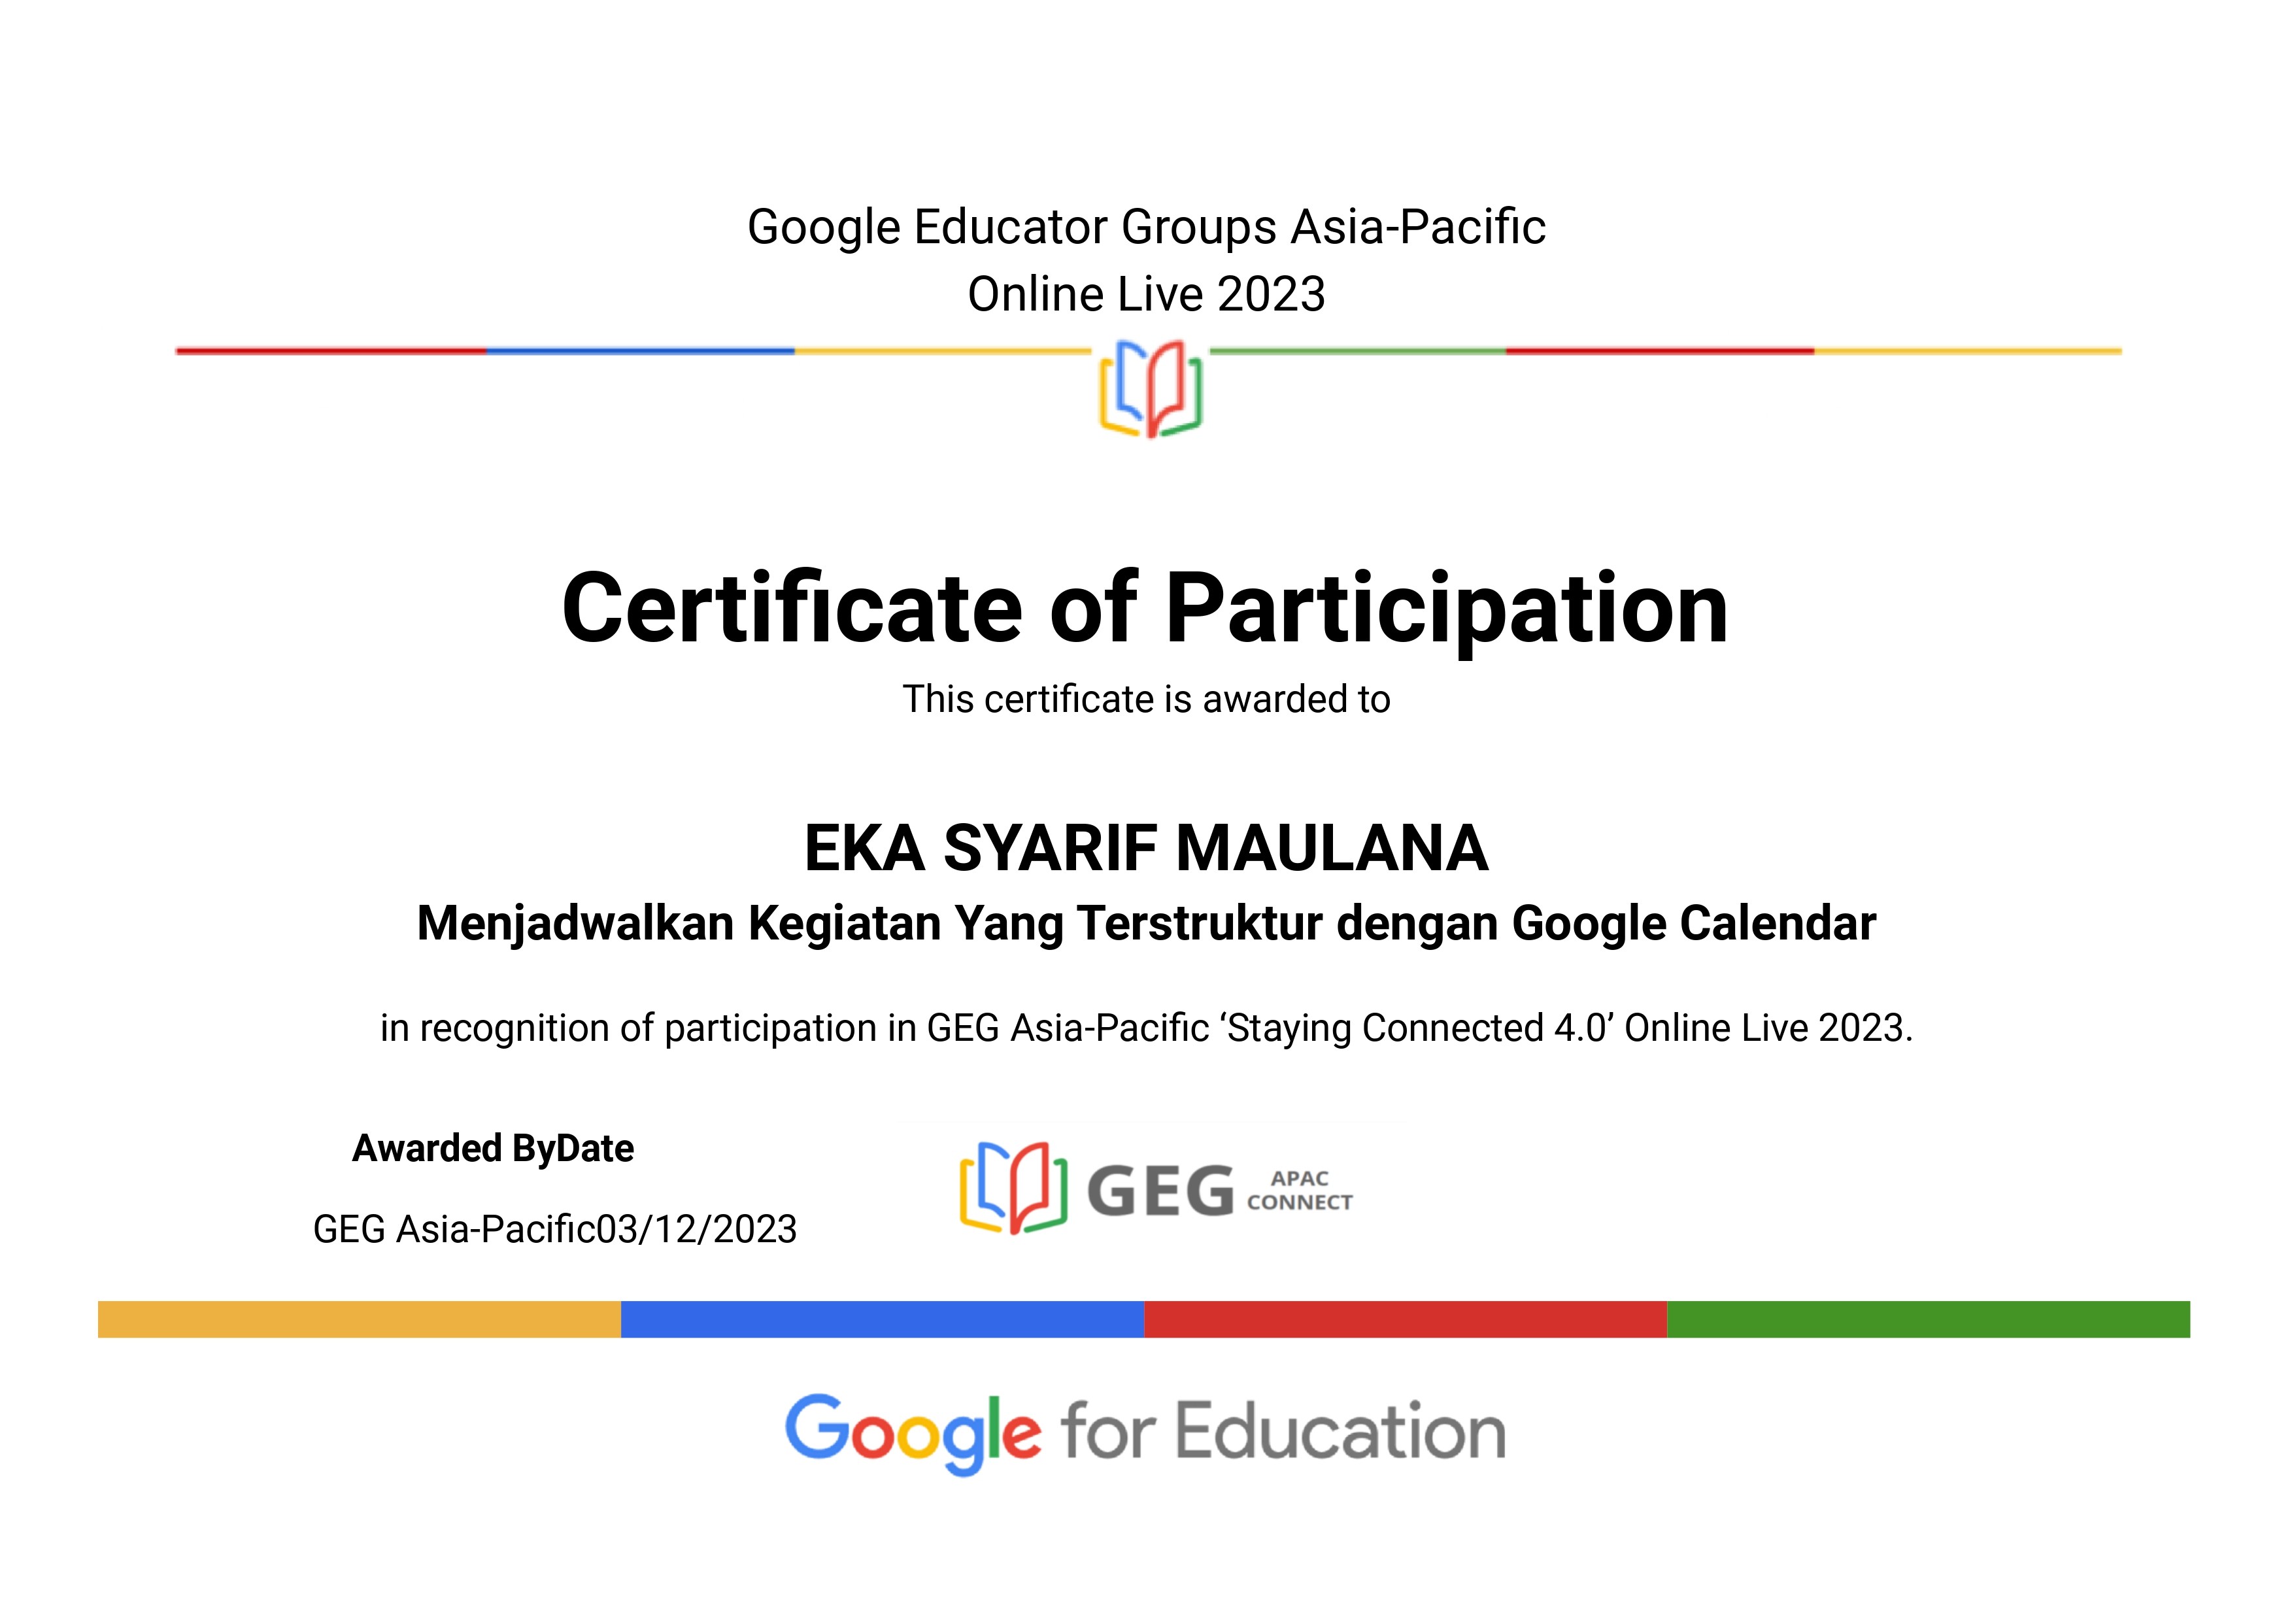 Google Educator Groups Asia-Pacific
Online Live 2023
Certificate of Participation
This certificate is awarded to
EKA SYARIF MAULANA
Menjadwalkan Kegiatan Yang Terstruktur dengan Google Calendar
in recognition of participation in GEG Asia-Pacific ‘Staying Connected 4.0’ Online Live 2023.
Awarded ByDate
GEG Asia-Pacific03/12/2023
GEG APAC
CONNECT
Google for Education